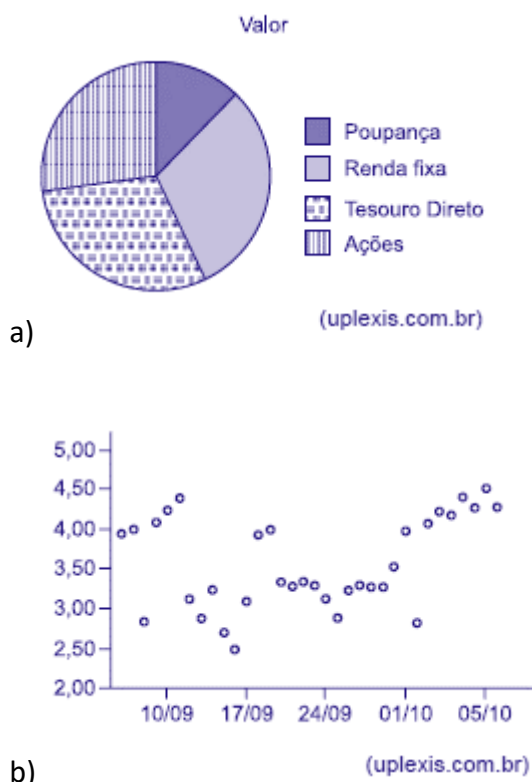 Valor
Poupança
Renda fixa
Tesouro Direto
Ações
(uplexis.com.br)
a)
5,00
4,50
4,00
3,50
3,00
2,50
2,00
10/09 17/09 24/09 01/10 05/10
(uplexis.com.br)
b)